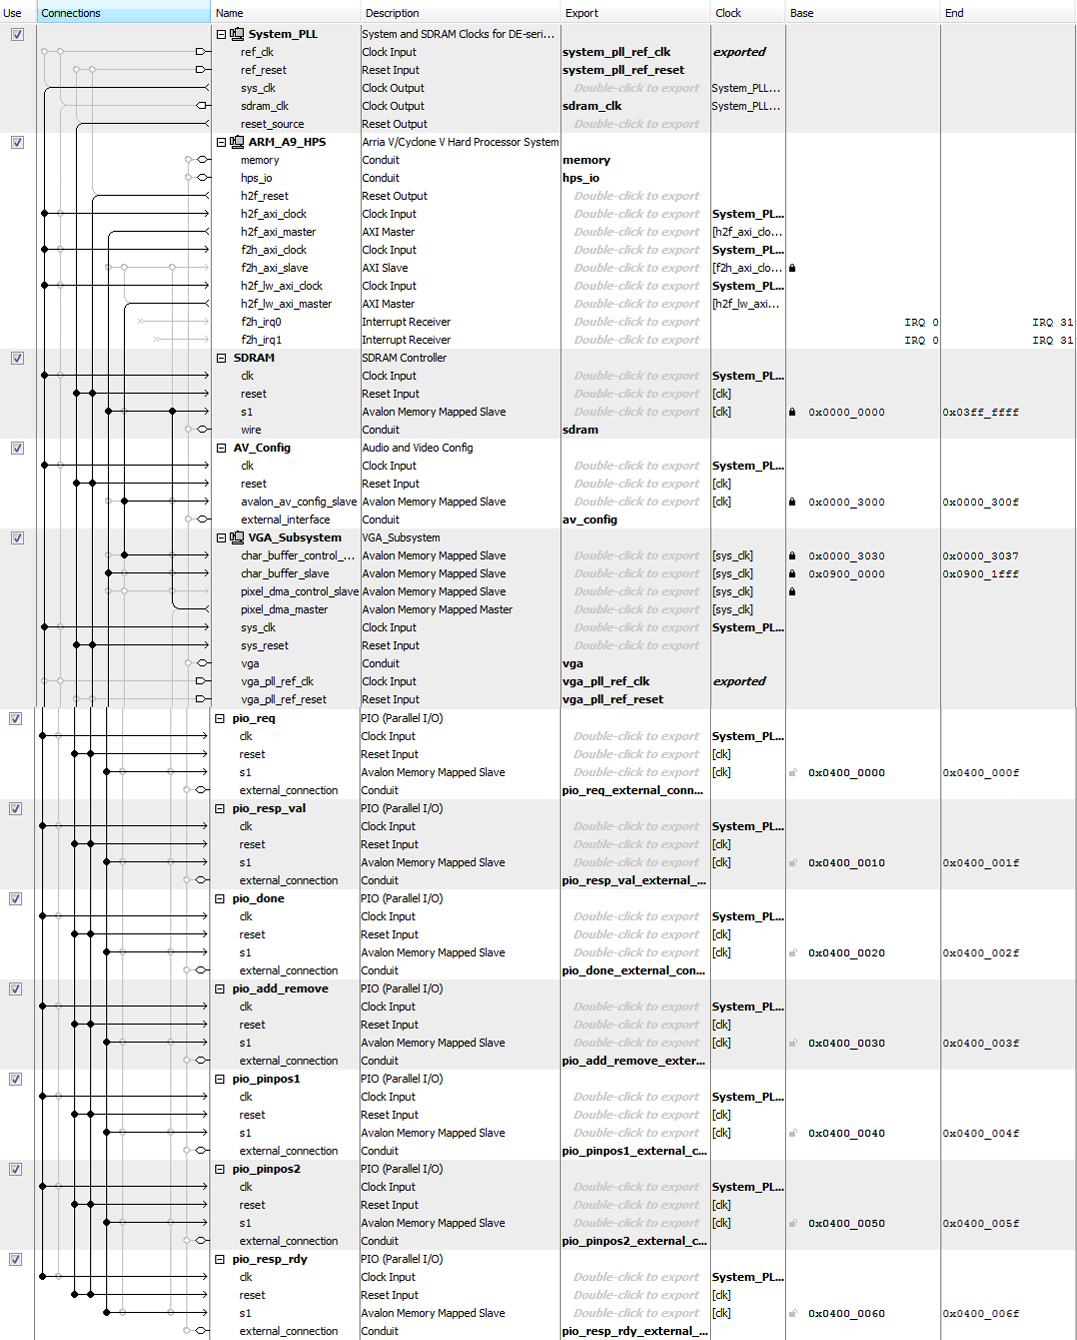 Use Connections Name Description Export Clock Base End
System_PLL System and SDRAM Clocks for DE-seri...
ref_clk Clock Input system_pll_ref_clk exported
ref_reset Reset Input system_pll_ref_reset
sys_clk Clock Output Double-click to export System_PLL...
sdram_clk Clock Output sdram_clk System_PLL...
reset_source Reset Output Double-click to export
ARM_A9_HPS Arria V/Cyclone V Hard Processor System
memory Conduit memory
hps_io Conduit hps_io
h2f_reset Reset Output Double-click to export
h2f_axi_clock Clock Input Double-click to export System_PL...
h2f_axi_master AXI Master Double-click to export [h2f_axi_clo...
f2h_axi_clock Clock Input Double-click to export System_PL...
f2h_axi_slave AXI Slave Double-click to export [f2h_axi_clo...
h2f_lw_axi_clock Clock Input Double-click to export System_PL...
h2f_lw_axi_master AXI Master Double-click to export [h2f_lw_axi...
f2h_irq0 Interrupt Receiver Double-click to export IRQ 0 IRQ 31
f2h_irq1 Interrupt Receiver Double-click to export IRQ 0 IRQ 31
SDRAM SDRAM Controller
clk Clock Input Double-click to export System_PL...
reset Reset Input Double-click to export [clk]
s1 Avalon Memory Mapped Slave Double-click to export [clk] 0x0000_0000 0x03ff_ffff
wire Conduit sdram
AV_Config Audio and Video Config
clk Clock Input Double-click to export System_PL...
reset Reset Input Double-click to export [clk]
avalon_av_config_slave Avalon Memory Mapped Slave Double-click to export [clk] 0x0000_3000 0x0000_300f
external_interface Conduit av_config
VGA_Subsystem VGA_Subsystem
char_buffer_control_... Avalon Memory Mapped Slave Double-click to export [sys_clk] 0x0000_3030 0x0000_3037
char_buffer_slave Avalon Memory Mapped Slave Double-click to export [sys_clk] 0x0900_0000 0x0900_1fff
pixel_dma_control_slave Avalon Memory Mapped Slave Double-click to export [sys_clk]
pixel_dma_master Avalon Memory Mapped Master Double-click to export [sys_clk]
sys_clk Clock Input Double-click to export System_PL...
sys_reset Reset Input Double-click to export
vga Conduit vga
vga_pll_ref_clk Clock Input vga_pll_ref_clk exported
vga_pll_ref_reset Reset Input vga_pll_ref_reset
pio_req PIO (Parallel I/O)
clk Clock Input Double-click to export System_PL...
reset Reset Input Double-click to export [clk]
s1 Avalon Memory Mapped Slave Double-click to export [clk] 0x0400_0000 0x0400_000f
external_connection Conduit pio_req_external_conn...
pio_resp_val PIO (Parallel I/O)
clk Clock Input Double-click to export System_PL...
reset Reset Input Double-click to export [clk]
s1 Avalon Memory Mapped Slave Double-click to export [clk] 0x0400_0010 0x0400_001f
external_connection Conduit pio_resp_val_external_...
pio_done PIO (Parallel I/O)
clk Clock Input Double-click to export System_PL...
reset Reset Input Double-click to export [clk]
s1 Avalon Memory Mapped Slave Double-click to export [clk] 0x0400_0020 0x0400_002f
external_connection Conduit pio_done_external_con...
pio_add_remove PIO (Parallel I/O)
clk Clock Input Double-click to export System_PL...
reset Reset Input Double-click to export [clk]
s1 Avalon Memory Mapped Slave Double-click to export [clk] 0x0400_0030 0x0400_003f
external_connection Conduit pio_add_remove_exter...
pio_pinpos1 PIO (Parallel I/O)
clk Clock Input Double-click to export System_PL...
reset Reset Input Double-click to export [clk]
s1 Avalon Memory Mapped Slave Double-click to export [clk] 0x0400_0040 0x0400_004f
external_connection Conduit pio_pinpos1_external_c...
pio_pinpos2 PIO (Parallel I/O)
clk Clock Input Double-click to export System_PL...
reset Reset Input Double-click to export [clk]
s1 Avalon Memory Mapped Slave Double-click to export [clk] 0x0400_0050 0x0400_005f
external_connection Conduit pio_pinpos2_external_c...
pio_resp_rdy PIO (Parallel I/O)
clk Clock Input Double-click to export System_PL...
reset Reset Input Double-click to export [clk]
s1 Avalon Memory Mapped Slave Double-click to export [clk] 0x0400_0060 0x0400_006f
external_connection Conduit pio_resp_rdy_external_...